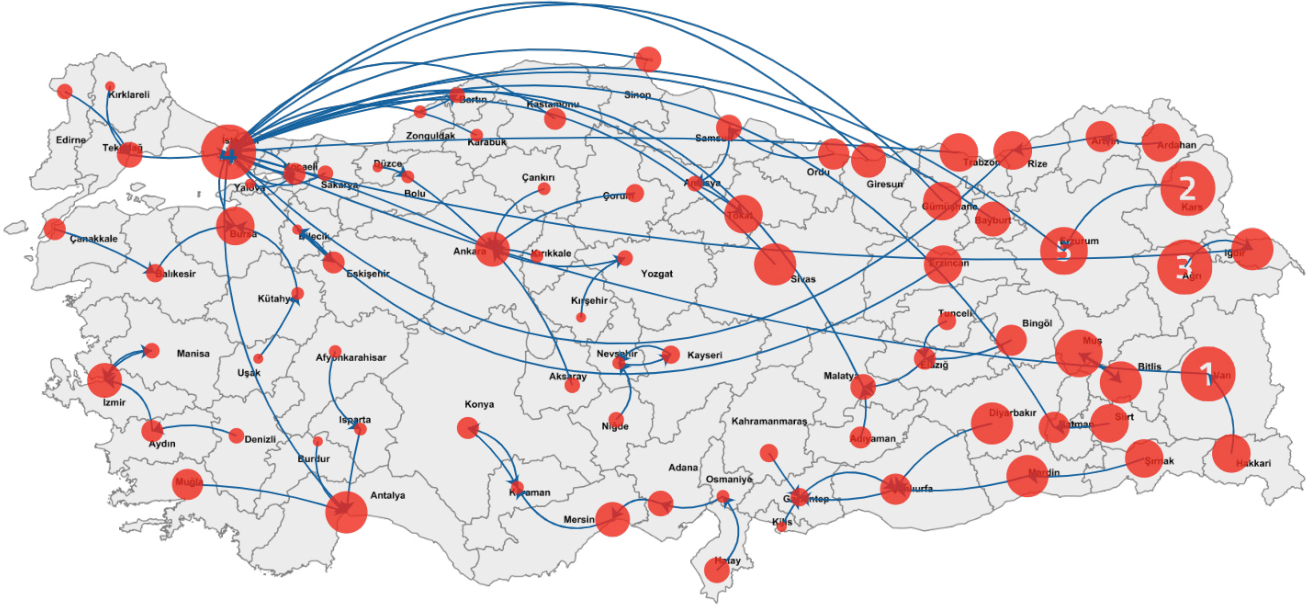 Kırklareli
Edirne
Tekirdağ
Bartın
Kastamonu
Sinop
Zonguldak
Karabük
Samsun
Ordu
Giresun
Trabzon
Rize
Artvin
Ardahan
4
Kocaeli
Sakarya
Yalova
Düzce
Bolu
Çankırı
Çorum
Amasya
Tokat
Gümüşhane
Bayburt
2
Kars
Çanakkale
Bursa
Bilecik
Ankara
Kırıkkale
Erzurum
5
Balıkesir
Eskişehir
Yozgat
Sivas
Erzincan
3
Ağrı
Iğdır
Kütahya
Kırşehir
Tunceli
Bingöl
Manisa
Uşak
Afyonkarahisar
Nevşehir
Kayseri
Aksaray
Malatya
Elazığ
Muş
Bitlis
1
Van
İzmir
Konya
Isparta
Niğde
Kahramanmaraş
Adıyaman
Diyarbakır
Batman
Siirt
Aydın
Denizli
Burdur
Şırnak
Hakkari
Muğla
Antalya
Karaman
Adana
Osmaniye
Mersin
Gaziantep
Kilis
Mardin
Hatay